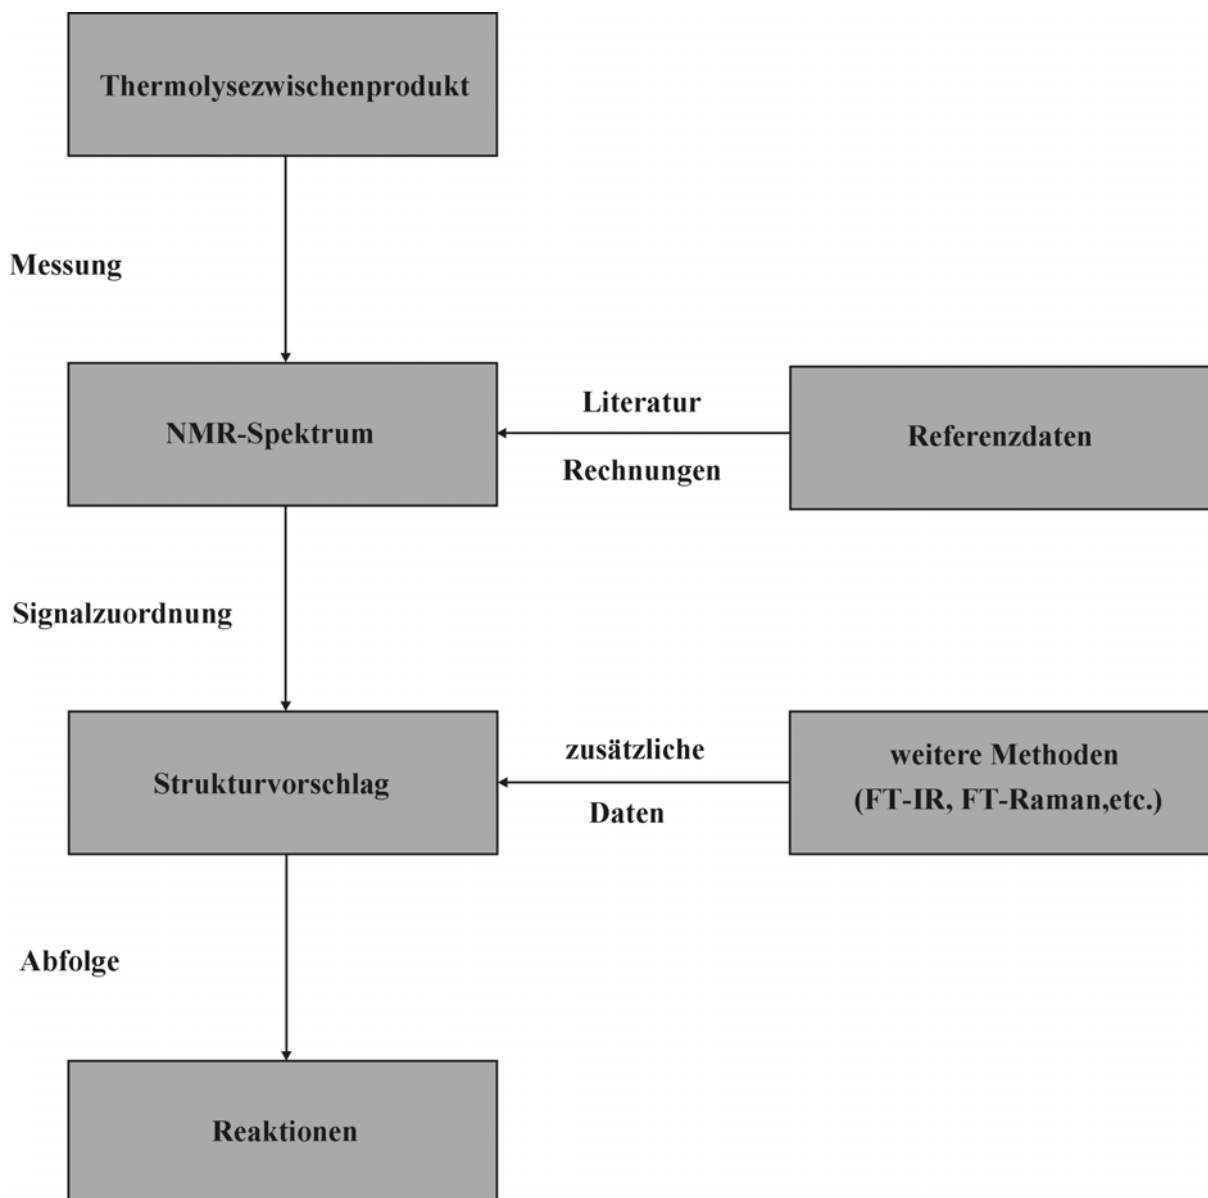 Thermolysezwischenprodukt
Messung
NMR-Spektrum
Literatur
Rechnungen
Referenzdaten
Signalzuordnung
Strukturvorschlag
zusätzliche
Daten
weitere Methoden
(FT-IR, FT-Raman,etc.)
Abfolge
Reaktionen